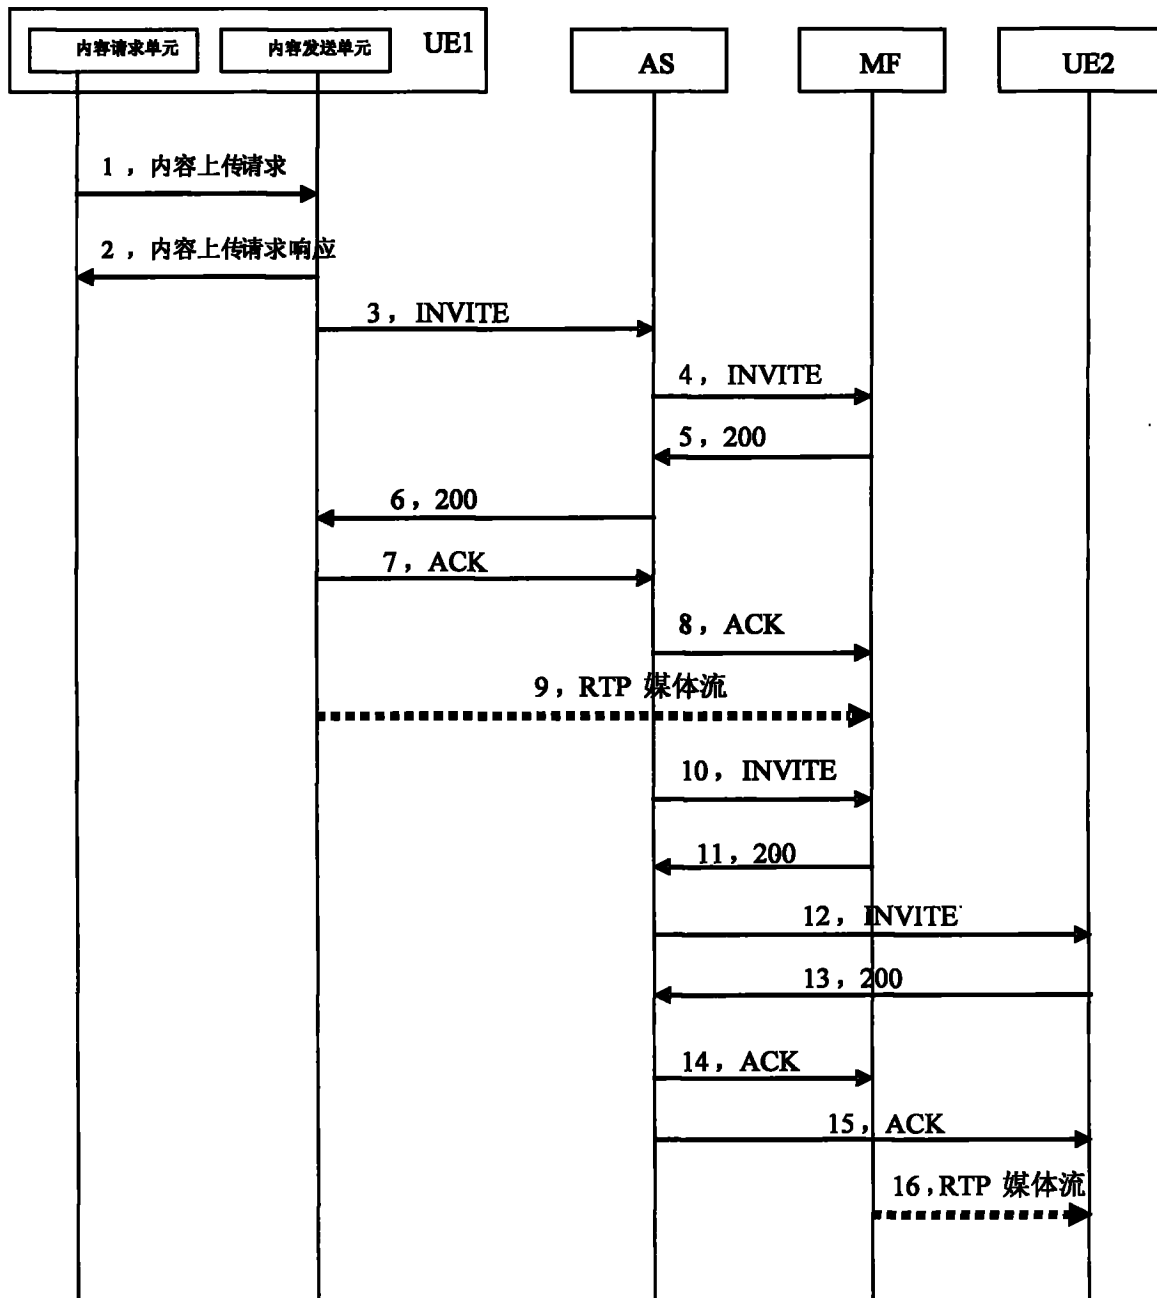 内容请求单元
内容发送单元
UE1
AS
MF
UE2
1，内容上传请求
2，内容上传请求响应
3，INVITE
4，INVITE
5，200
6，200
7，ACK
8，ACK
9，RTP 媒体流
10，INVITE
11，200
12，INVITE
13，200
14，ACK
15，ACK
16，RTP 媒体流